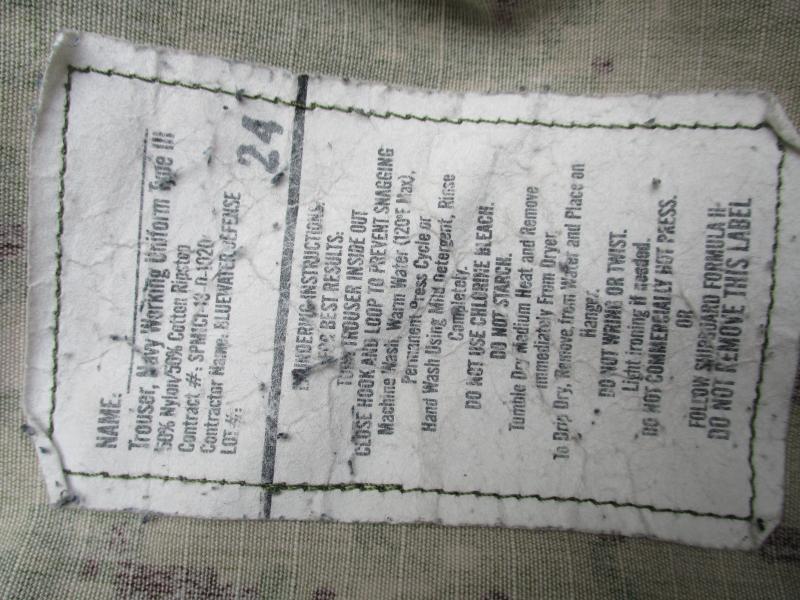 NAME:
Trouser, Navy Working Uniform Type III
50% Nylon/50% Cotton Ripstop
Contract #: SPM1C1-13-D-1020
Contractor Name: BLUEWATER DEFENSE
LOT #:
24
LAUNDERING INSTRUCTIONS:
FOR BEST RESULTS:
TURN TROUSER INSIDE OUT
CLOSE HOOK AND LOOP TO PREVENT SNAGGING
Machine Wash, Warm Water (120°F Max),
Permanent Press Cycle or
Hand Wash Using Mild Detergent, Rinse
Completely.
DO NOT USE CHLORINE BLEACH.
DO NOT STARCH.
Tumble Dry Medium Heat and Remove
Immediately From Dryer
To Drip Dry, Remove from Water and Place on
Hanger.
DO NOT WRING OR TWIST.
Light ironing if needed.
DO NOT COMMERCIALLY HOT PRESS.
OR
FOLLOW SHIPBOARD FORMULA II-
DO NOT REMOVE THIS LABEL